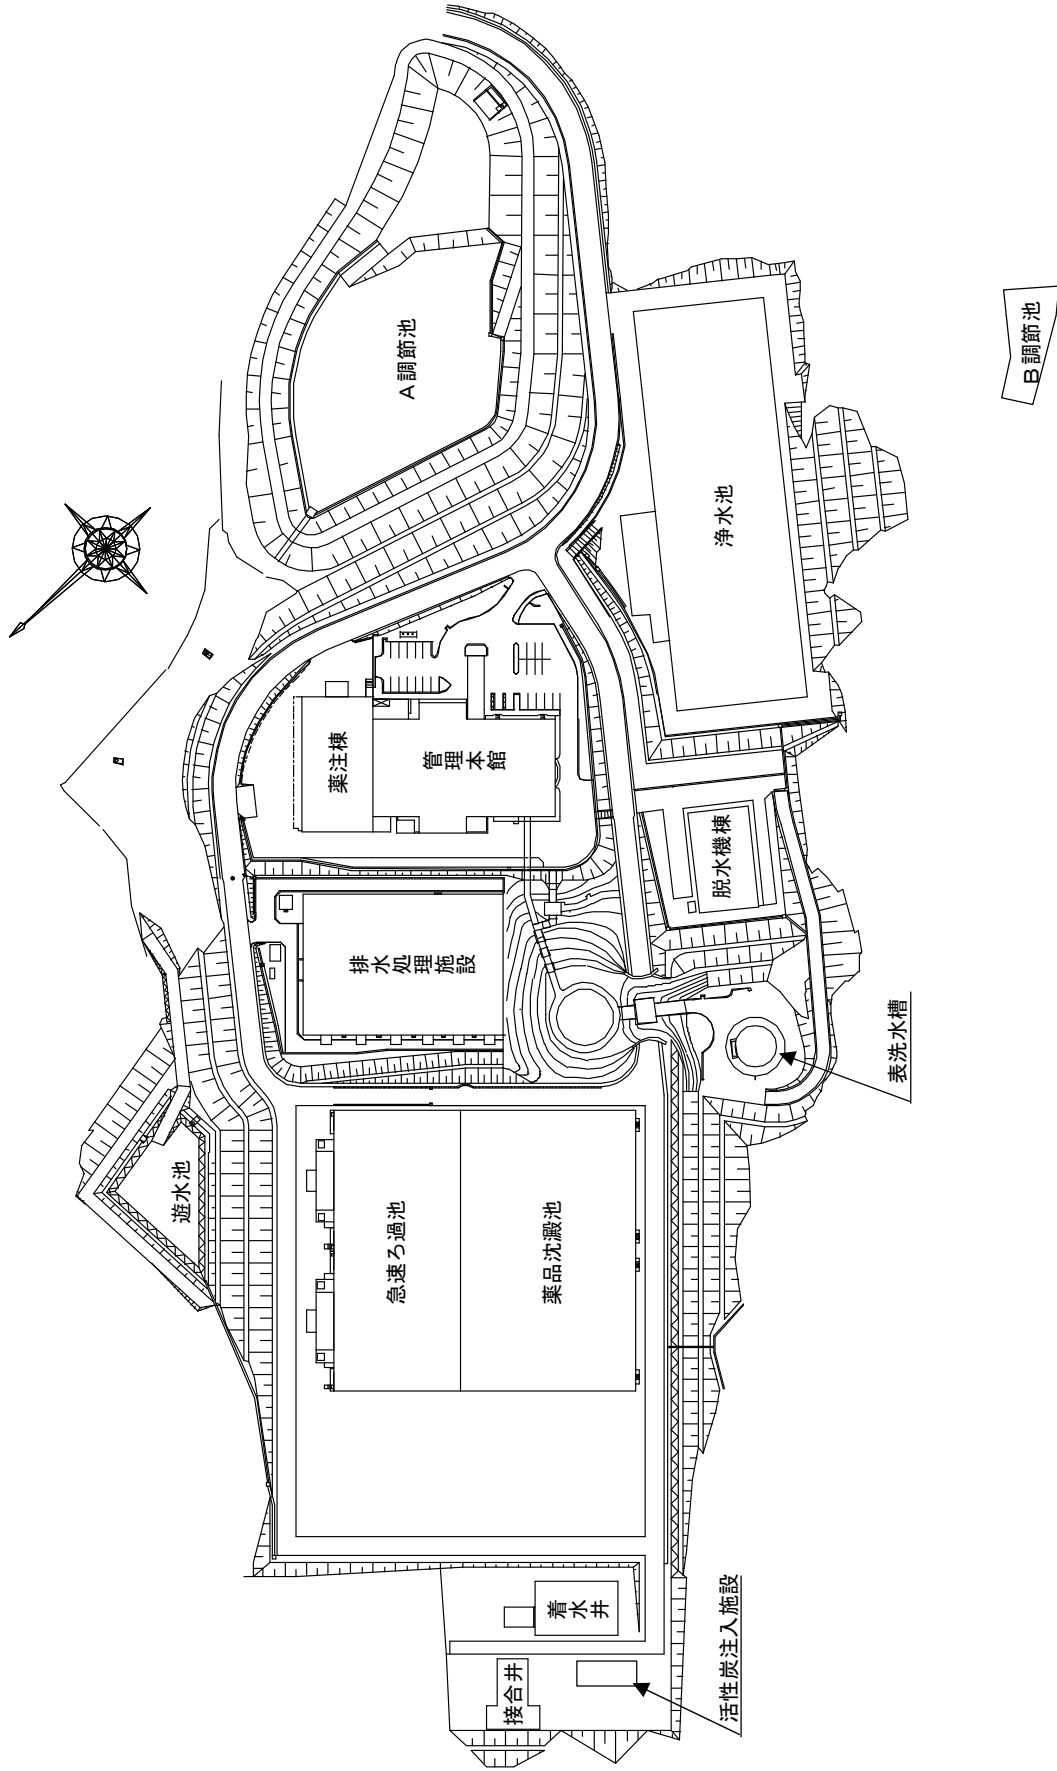 A調節池
B調節池
浄水池
薬注棟
管理本館
脱水機棟
排水処理施設
表洗水槽
遊水池
急速ろ過池
薬品沈澱池
着水井
接合井
活性炭注入施設